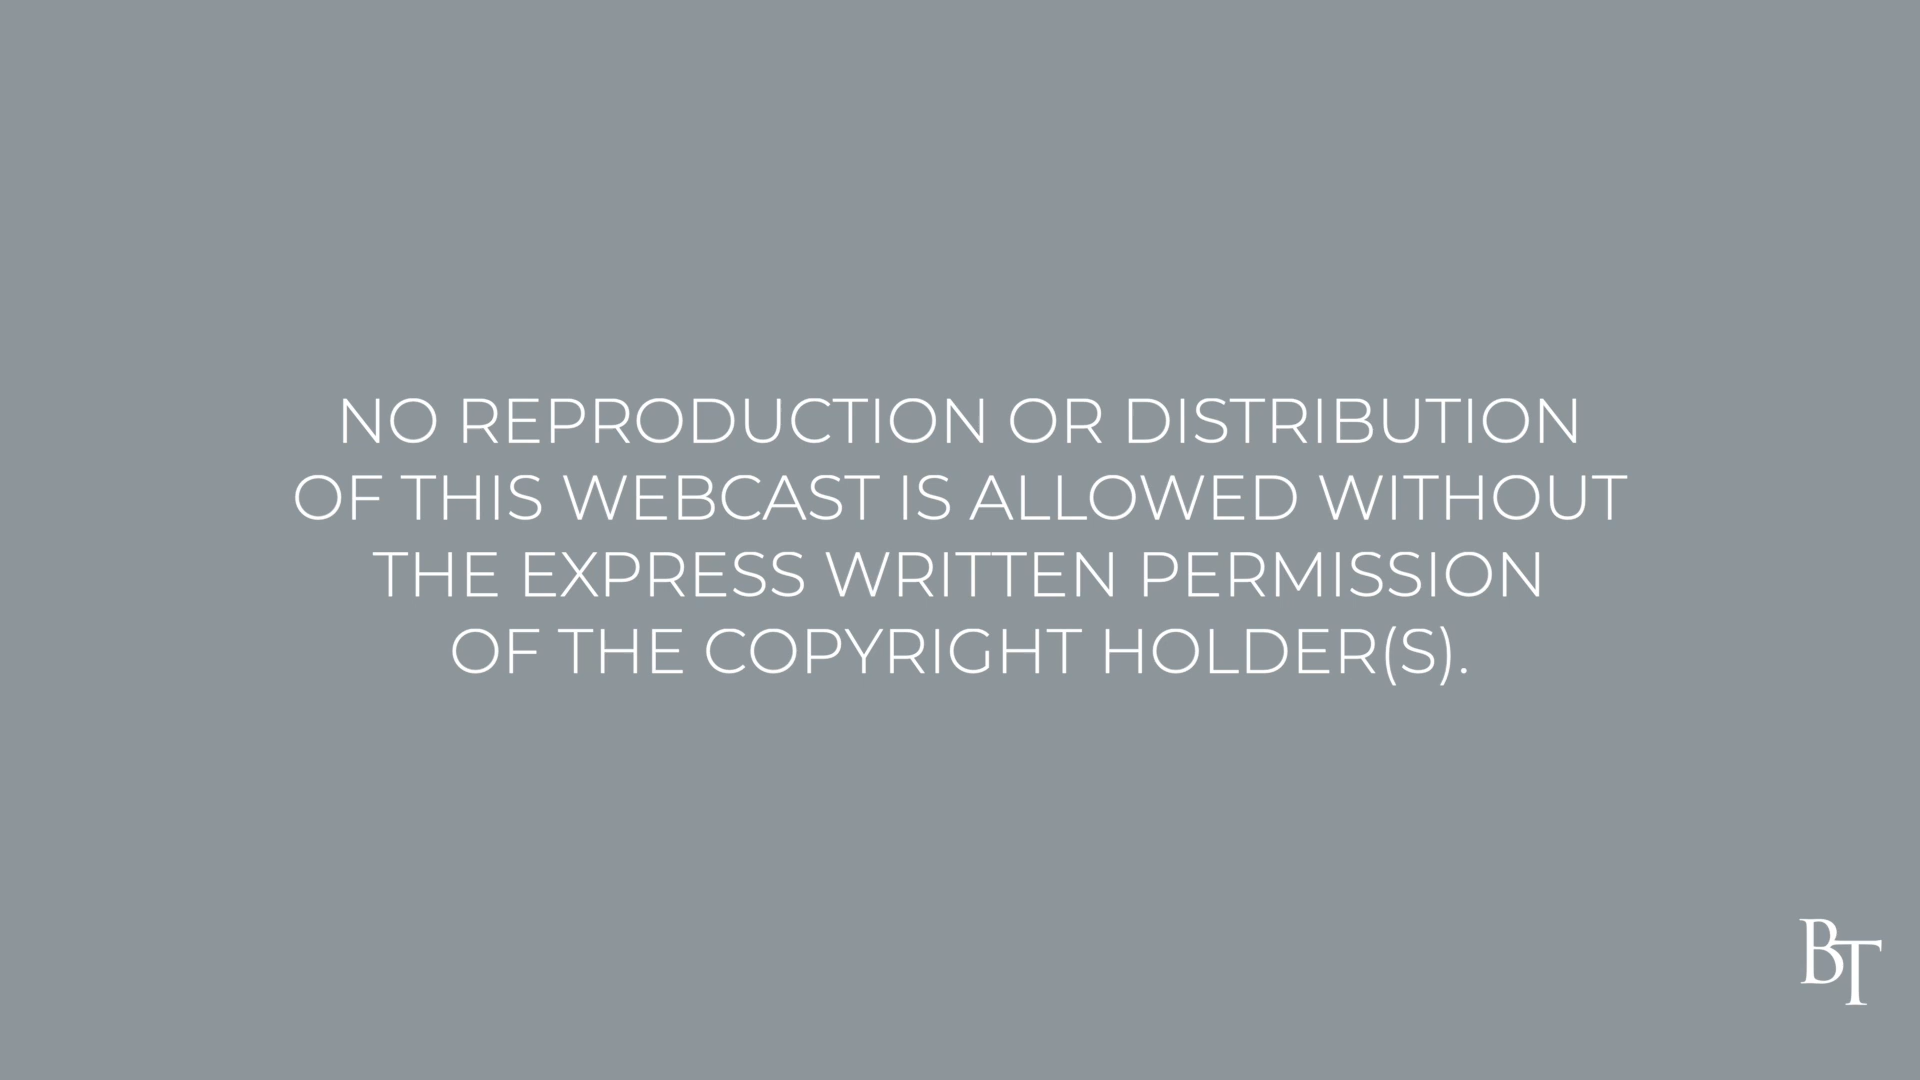 NO REPRODUCTION OR DISTRIBUTION
OF THIS WEBCAST IS ALLOWED WITHOUT
THE EXPRESS WRITTEN PERMISSION
OF THE COPYRIGHT HOLDER(S).
BT